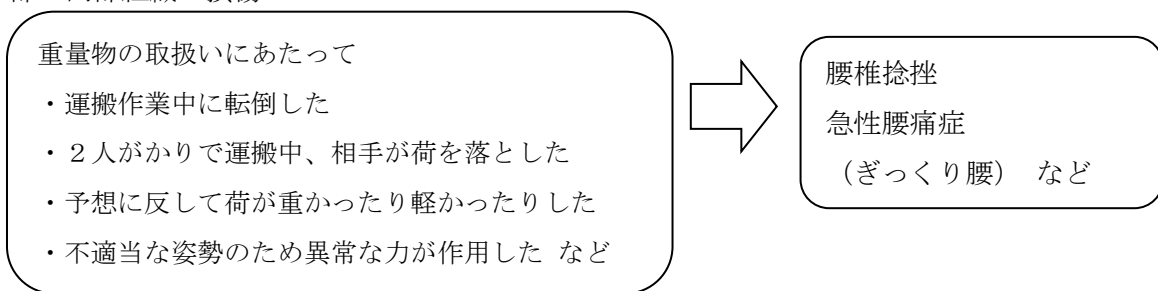 重量物の取扱いにあたって
・運搬作業中に転倒した
・２人がかりで運搬中、相手が荷を落とした
・予想に反して荷が重かったり軽かったりした
・不適当な姿勢のため異常な力が作用した など
腰椎捻挫
急性腰痛症
（ぎっくり腰） など